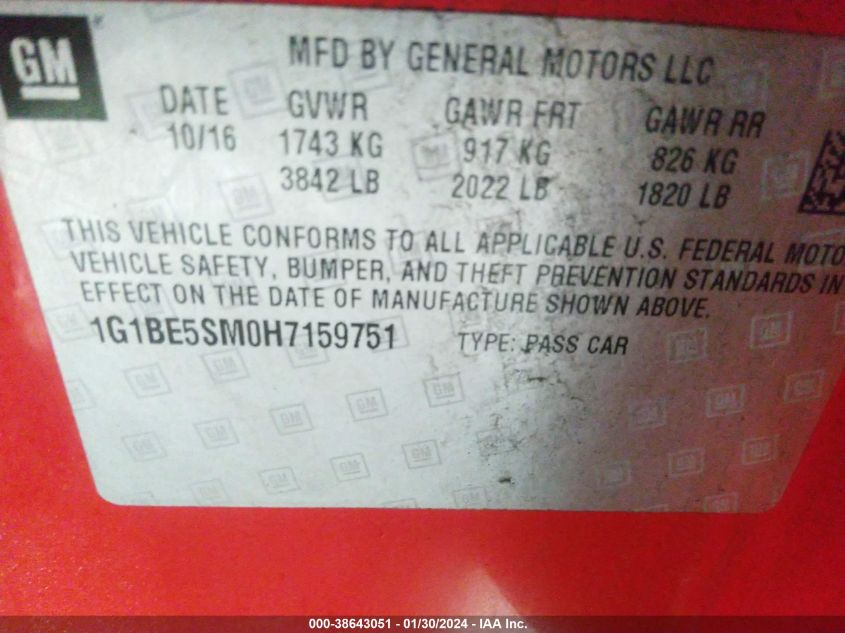 GM
MFD BY GENERAL MOTORS LLC
DATE GVWR GAWR FRT GAWR RR
10/16 1743 KG 917 KG 826 KG
3842 LB 2022 LB 1820 LB
THIS VEHICLE CONFORMS TO ALL APPLICABLE U.S. FEDERAL MOTO
VEHICLE SAFETY, BUMPER, AND THEFT PREVENTION STANDARDS IN
EFFECT ON THE DATE OF MANUFACTURE SHOWN ABOVE.
1G1BE5SM0H7159751 TYPE: PASS CAR
000-38643051 - 01/30/2024 - IAA Inc.